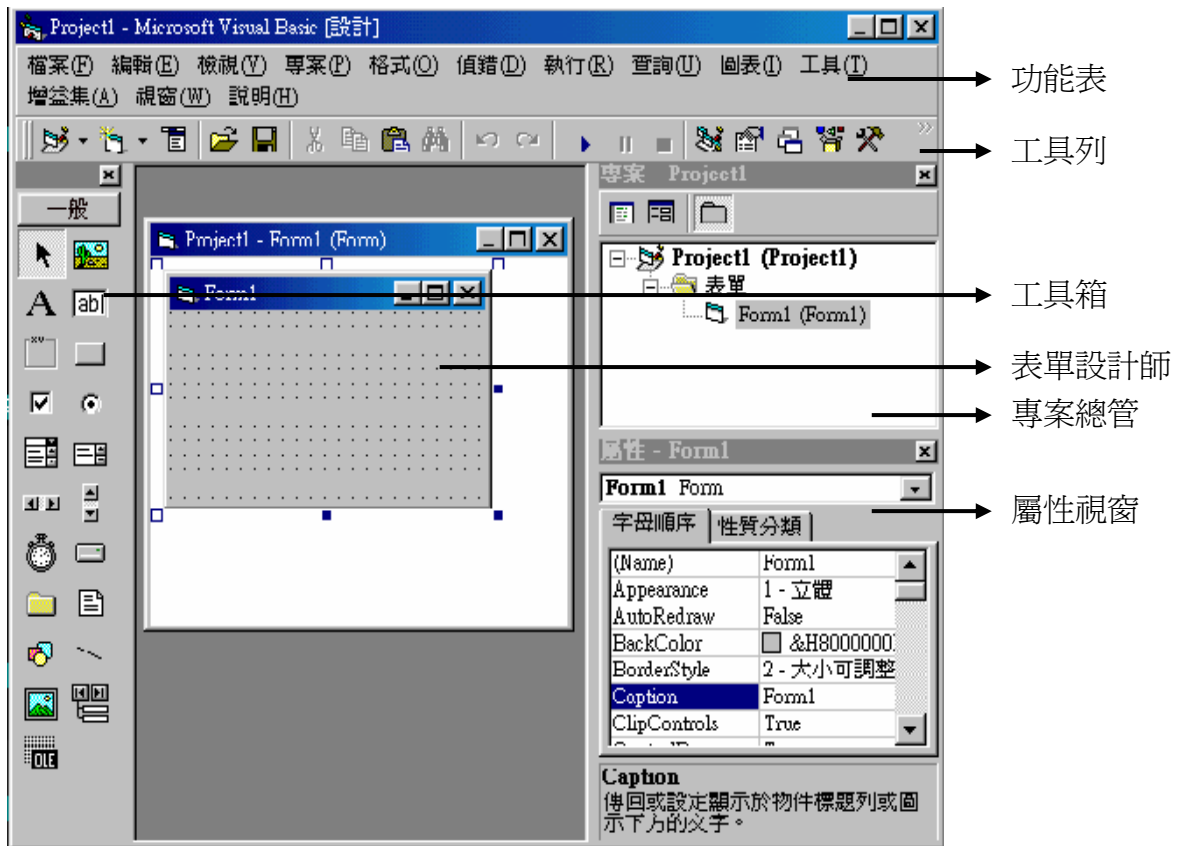 Project1 - Microsoft Visual Basic [設計]
檔案(F) 編輯(E) 檢視(V) 專案(P) 格式(O) 偵錯(D) 執行(R) 查詢(U) 圖表(I) 工具(T)
增益集(A) 視窗(W) 說明(H)
功能表
工具列
一般
A
ab
xv
OLE
Project1 - Form1 (Form)
Form1
專案 Project1
Project1 (Project1)
表單
Form1 (Form1)
工具箱
表單設計師
專案總管
屬性 - Form1
Form1 Form
屬性視窗
字母順序 性質分類
(Name) Form1
Appearance 1 - 立體
AutoRedraw False
BackColor &H8000000
BorderStyle 2 - 大小可調整
Caption Form1
ClipControls True
Caption
傳回或設定顯示於物件標題列或圖
示下方的文字。